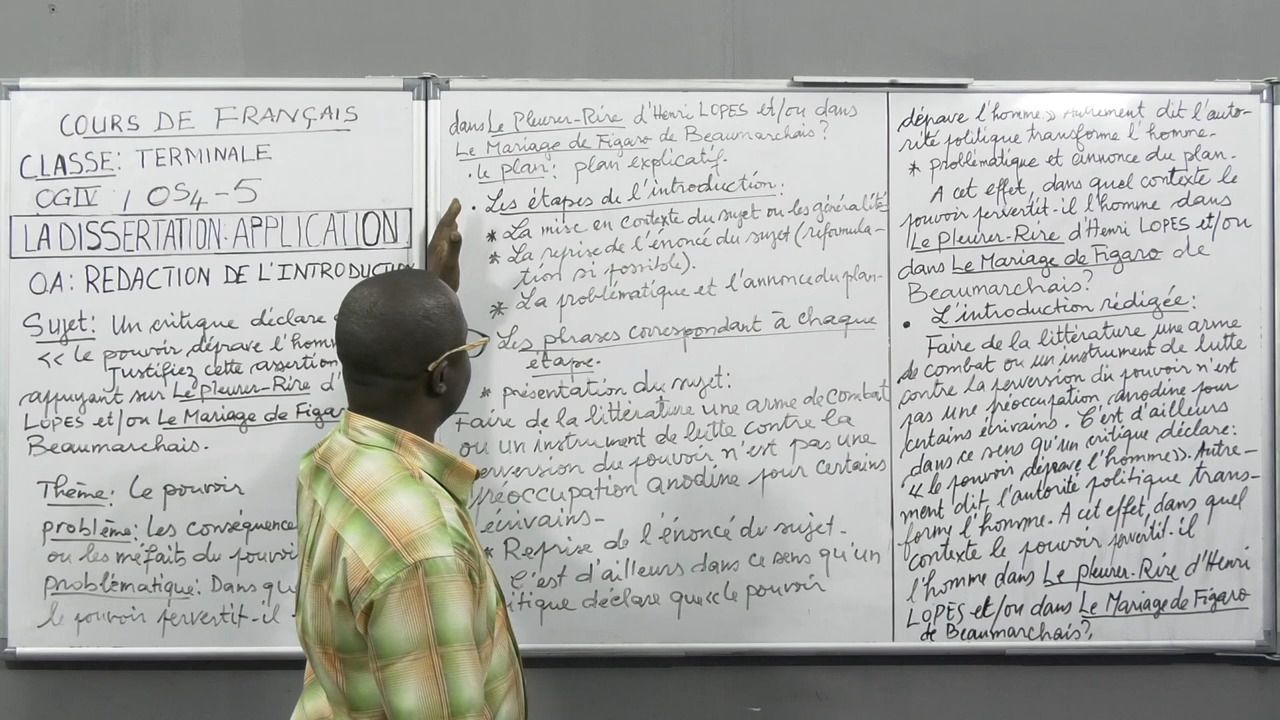 COURS DE FRANÇAIS
CLASSE: TERMINALE
OGIV / OS4-5
LA DISSERTATION: APPLICATION
OA: REDACTION DE L'INTRODUCTION
Sujet: Un critique déclare
<< le pouvoir déprave l'hom
Justifiez cette assertion
appuyant sur Le Pleurer-Rire d'
LOPES et/ou Le Mariage de Figar
Beaumarchais.
Thème: Le pouvoir
problème: Les conséquence
ou les méfaits du pouvoi
problématique: Dans qu
le pouvoir pervertit-il
dans Le Pleurer-Rire d'Henri LOPES et/ou dans
Le Mariage de Figaro de Beaumarchais?
. le plan: plan explicatif.
. Les étapes de l'introduction:
* La mise en contexte du sujet ou les généralité
* La reprise de l'énoncé du sujet (reformula-
tion si possible).
* La problématique et l'annonce du plan-
Les phrases correspondant à chaque
étape.
* présentation du sujet:
Faire de la littérature une arme de combat
ou un instrument de lutte contre la
perversion du pouvoir n'est pas une
préoccupation anodine pour certains
écrivains-
* Reprise de l'énoncé du sujet-
C'est d'ailleurs dans ce sens qu'un
itique déclare que << le pouvoir
déprave l'homme>> Autrement dit l'auto-
rité politique transforme l'homme.
* problématique et annonce du plan-
A cet effet, dans quel contexte le
pouvoir pervertit-il l'homme dans
Le Pleurer-Rire d'Henri LOPES et/ou
dans Le Mariage de Figaro de
Beaumarchais?
. L'introduction rédigée:
Faire de la littérature une arme
de combat ou un instrument de lutte
contre la perversion du pouvoir n'est
pas une préoccupation anodine pour
certains écrivains. C'est d'ailleurs
dans ce sens qu'un critique déclare:
<< le pouvoir déprave l'homme>>. Autre-
ment dit l'autorité politique trans-
forme l'homme. A cet effet, dans quel
contexte le pouvoir pervertit-il
l'homme dans Le Pleurer-Rire d'Henri
LOPES et/ou dans Le Mariage de Figaro
de Beaumarchais?